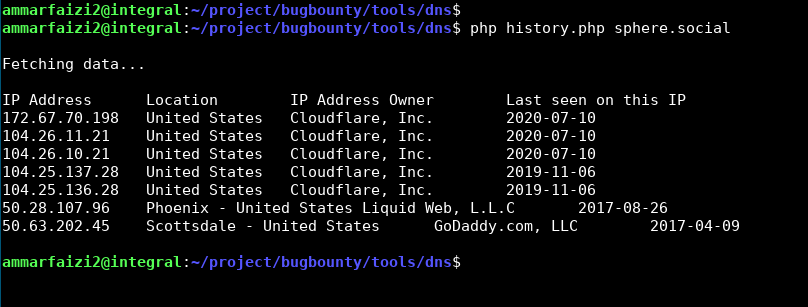 ammarfaizi2@integral:~/project/bugbounty/tools/dns$
ammarfaizi2@integral:~/project/bugbounty/tools/dns$ php history.php sphere.social
Fetching data...
IP Address      Location        IP Address Owner        Last seen on this IP
172.67.70.198   United States   Cloudflare, Inc.        2020-07-10
104.26.11.21    United States   Cloudflare, Inc.        2020-07-10
104.26.10.21    United States   Cloudflare, Inc.        2020-07-10
104.25.137.28   United States   Cloudflare, Inc.        2019-11-06
104.25.136.28   United States   Cloudflare, Inc.        2019-11-06
50.28.107.96    Phoenix - United States Liquid Web, L.L.C       2017-08-26
50.63.202.45    Scottsdale - United States      GoDaddy.com, LLC        2017-04-09
ammarfaizi2@integral:~/project/bugbounty/tools/dns$